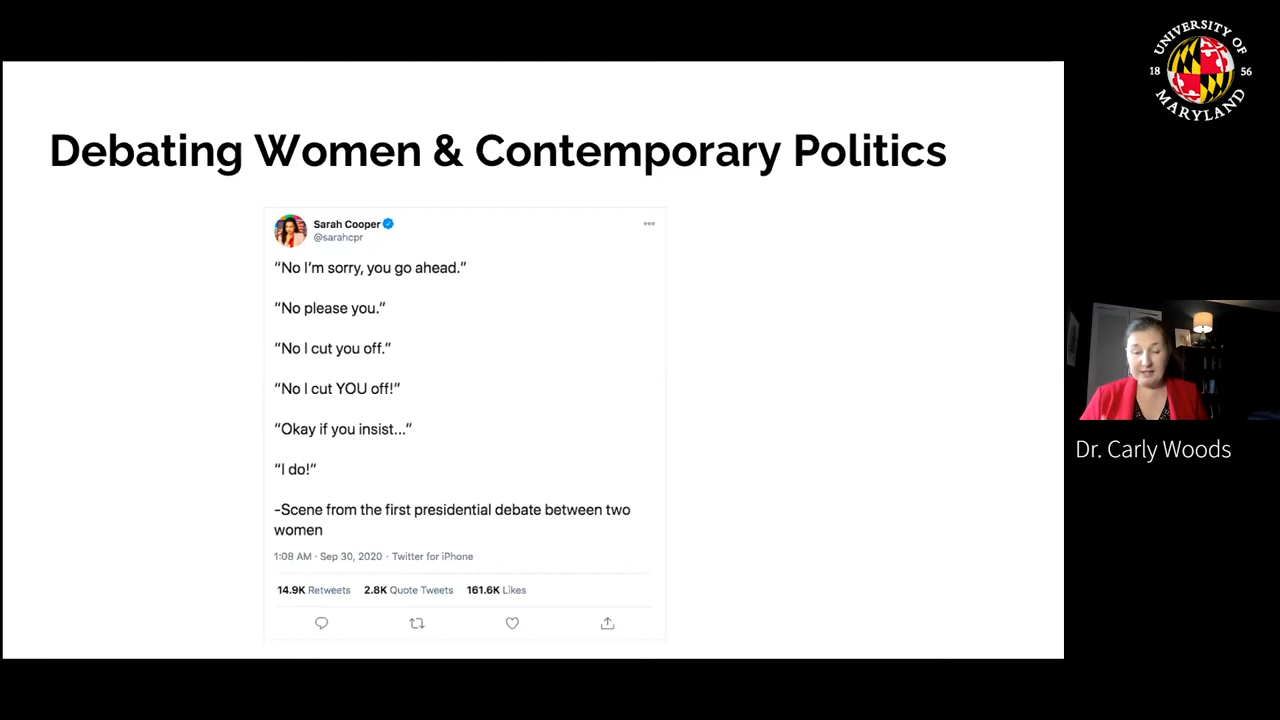 UNIVERSITY OF
18 56
MARYLAND
Debating Women & Contemporary Politics
Sarah Cooper
@sarahcpr
“No I’m sorry, you go ahead.”
“No please you.”
“No I cut you off.”
“No I cut YOU off!”
“Okay if you insist...”
“I do!”
-Scene from the first presidential debate between two
women
1:08 AM · Sep 30, 2020 · Twitter for iPhone
14.9K Retweets 2.8K Quote Tweets 161.6K Likes
Dr. Carly Woods